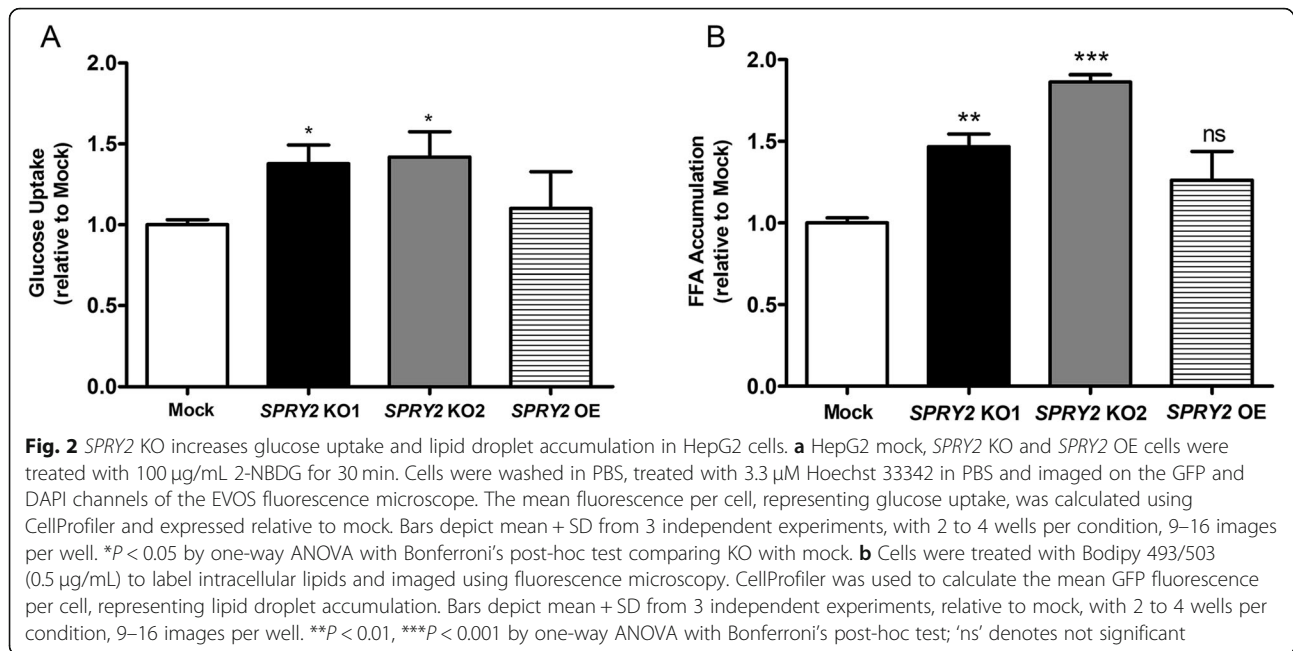 A
2.0
1.5
1.0
0.5
0.0
Glucose Uptake
(relative to Mock)
*
*
Mock
SPRY2 KO1
SPRY2 KO2
SPRY2 OE
B
2.0
1.5
1.0
0.5
0.0
FFA Accumulation
(relative to Mock)
**
***
ns
Mock
SPRY2 KO1
SPRY2 KO2
SPRY2 OE
Fig. 2 SPRY2 KO increases glucose uptake and lipid droplet accumulation in HepG2 cells. a HepG2 mock, SPRY2 KO and SPRY2 OE cells were
treated with 100 μg/mL 2-NBDG for 30 min. Cells were washed in PBS, treated with 3.3 μM Hoechst 33342 in PBS and imaged on the GFP and
DAPI channels of the EVOS fluorescence microscope. The mean fluorescence per cell, representing glucose uptake, was calculated using
CellProfiler and expressed relative to mock. Bars depict mean + SD from 3 independent experiments, with 2 to 4 wells per condition, 9–16 images
per well. *P < 0.05 by one-way ANOVA with Bonferroni's post-hoc test comparing KO with mock. b Cells were treated with Bodipy 493/503
(0.5 μg/mL) to label intracellular lipids and imaged using fluorescence microscopy. CellProfiler was used to calculate the mean GFP fluorescence
per cell, representing lipid droplet accumulation. Bars depict mean + SD from 3 independent experiments, relative to mock, with 2 to 4 wells per
condition, 9–16 images per well. **P < 0.01, ***P < 0.001 by one-way ANOVA with Bonferroni's post-hoc test; 'ns' denotes not significant